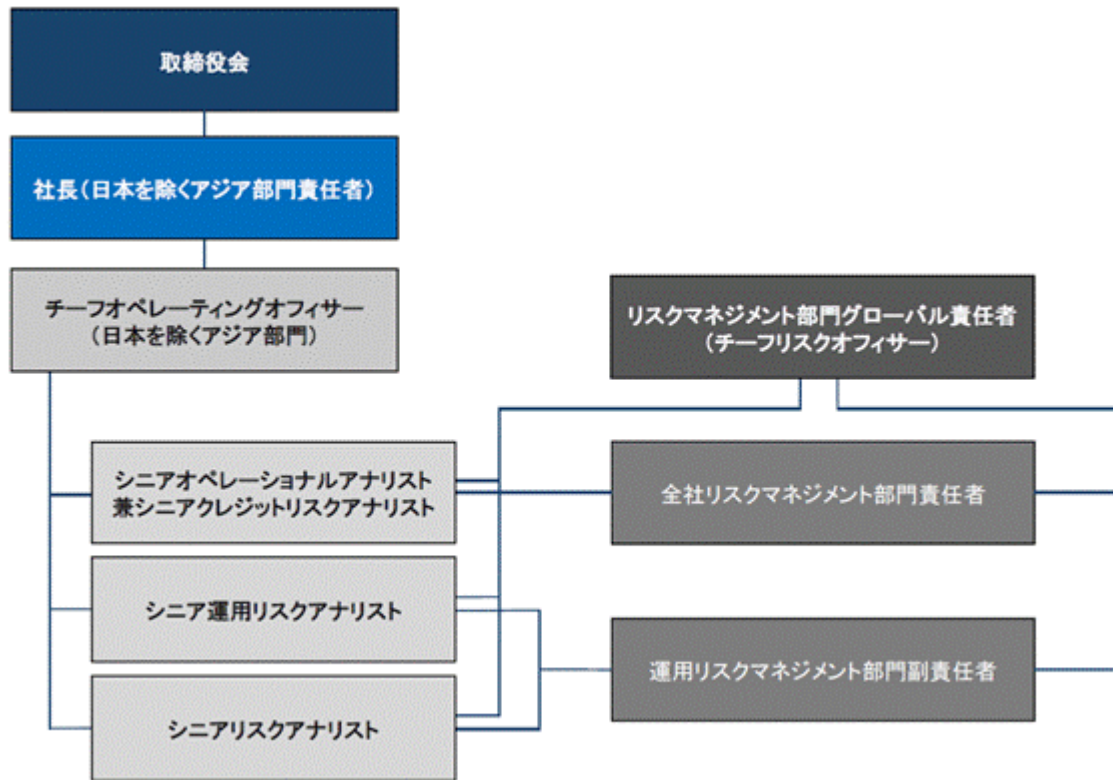 取締役会
社長(日本を除くアジア部門責任者)
チーフオペレーティングオフィサー
(日本を除くアジア部門)
リスクマネジメント部門グローバル責任者
(チーフリスクオフィサー)
シニアオペレーショナルアナリスト
兼シニアクレジットリスクアナリスト
全社リスクマネジメント部門責任者
シニア運用リスクアナリスト
運用リスクマネジメント部門副責任者
シニアリスクアナリスト